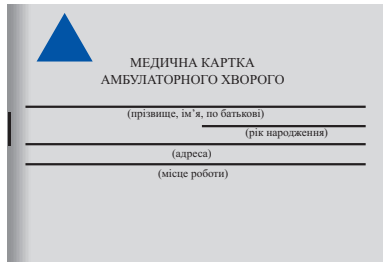 МЕДИЧНА КАРТКА
АМБУЛАТОРНОГО ХВОРОГО
(прізвище, ім’я, по батькові)
(рік народження)
(адреса)
(місце роботи)